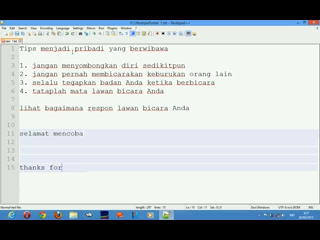 Tips menjadi pribadi yang berwibawa
1. jangan menyombongkan diri sedikitpun
2. jangan pernah membicarakan keburukan orang lain
3. selalu tegapkan badan Anda ketika berbicara
4. tataplah mata lawan bicara Anda
lihat bagaimana respon lawan bicara Anda
selamat mencoba
thanks for